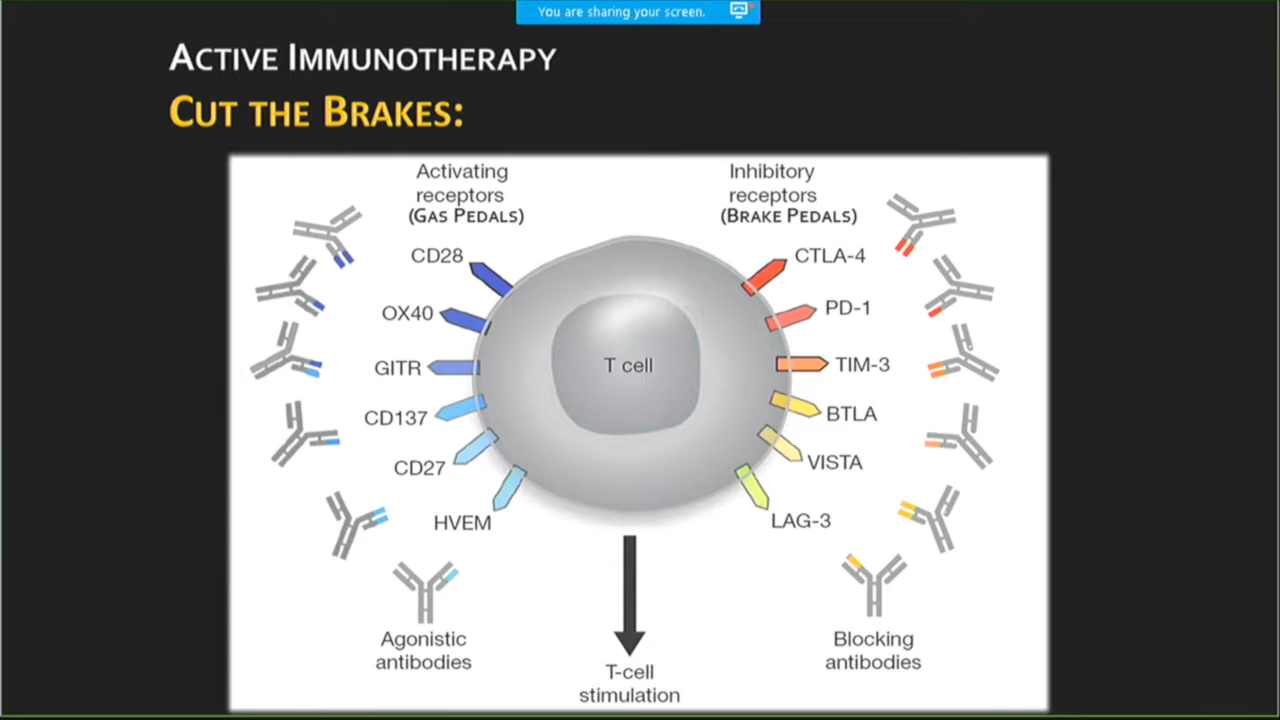 You are sharing your screen.
ACTIVE IMMUNOTHERAPY
CUT THE BRAKES:
Activating
receptors
(GAS PEDALS)
Inhibitory
receptors
(BRAKE PEDALS)
CD28
OX40
GITR
CD137
CD27
HVEM
T cell
CTLA-4
PD-1
TIM-3
BTLA
VISTA
LAG-3
Agonistic
antibodies
T-cell
stimulation
Blocking
antibodies